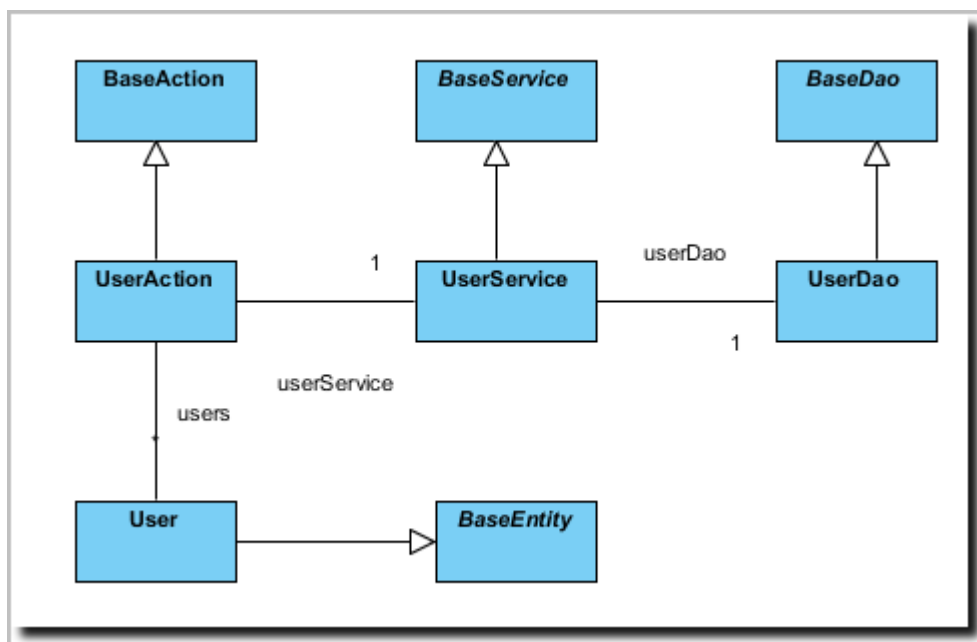 BaseAction
BaseService
BaseDao
userDao
1
UserAction
UserService
UserDao
1
userService
users
*
User
BaseEntity